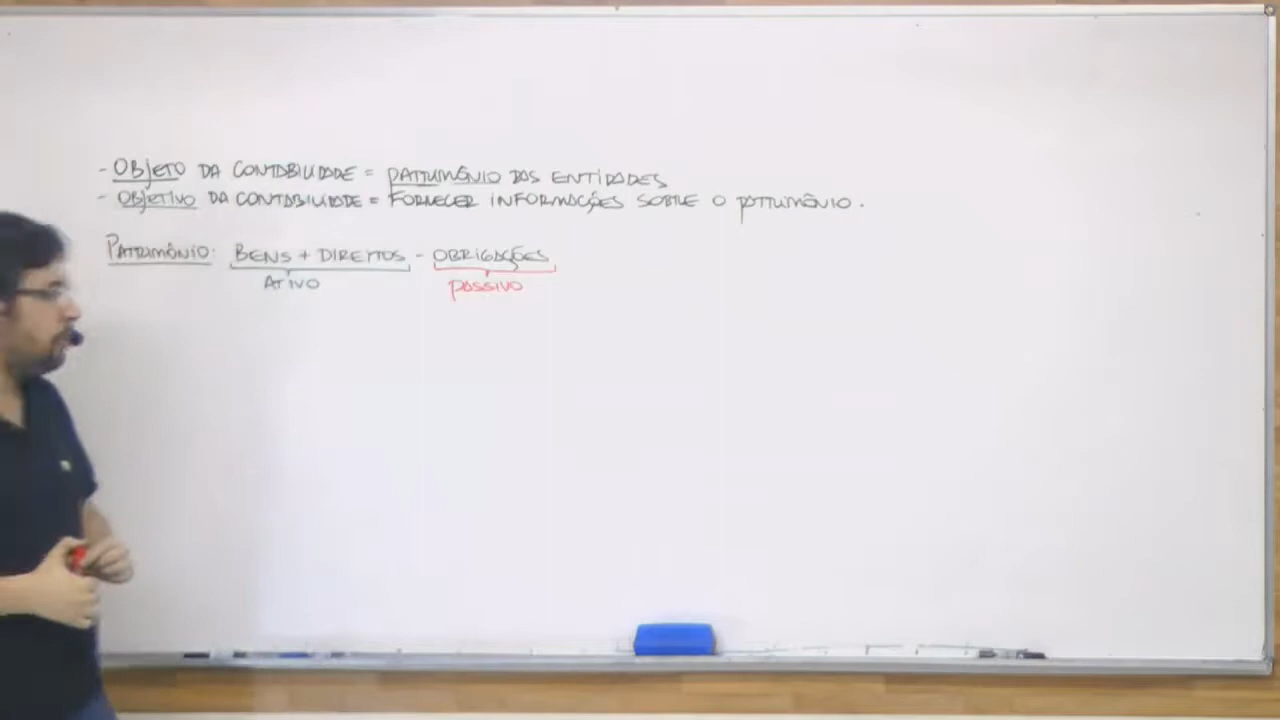 - OBJETO DA CONTABILIDADE = PATRIMÔNIO DAS ENTIDADES
- OBJETIVO DA CONTABILIDADE = FORNECER INFORMAÇÕES SOBRE O PATRIMÔNIO.
PATRIMÔNIO: BENS + DIREITOS - OBRIGAÇÕES
ATIVO PASSIVO